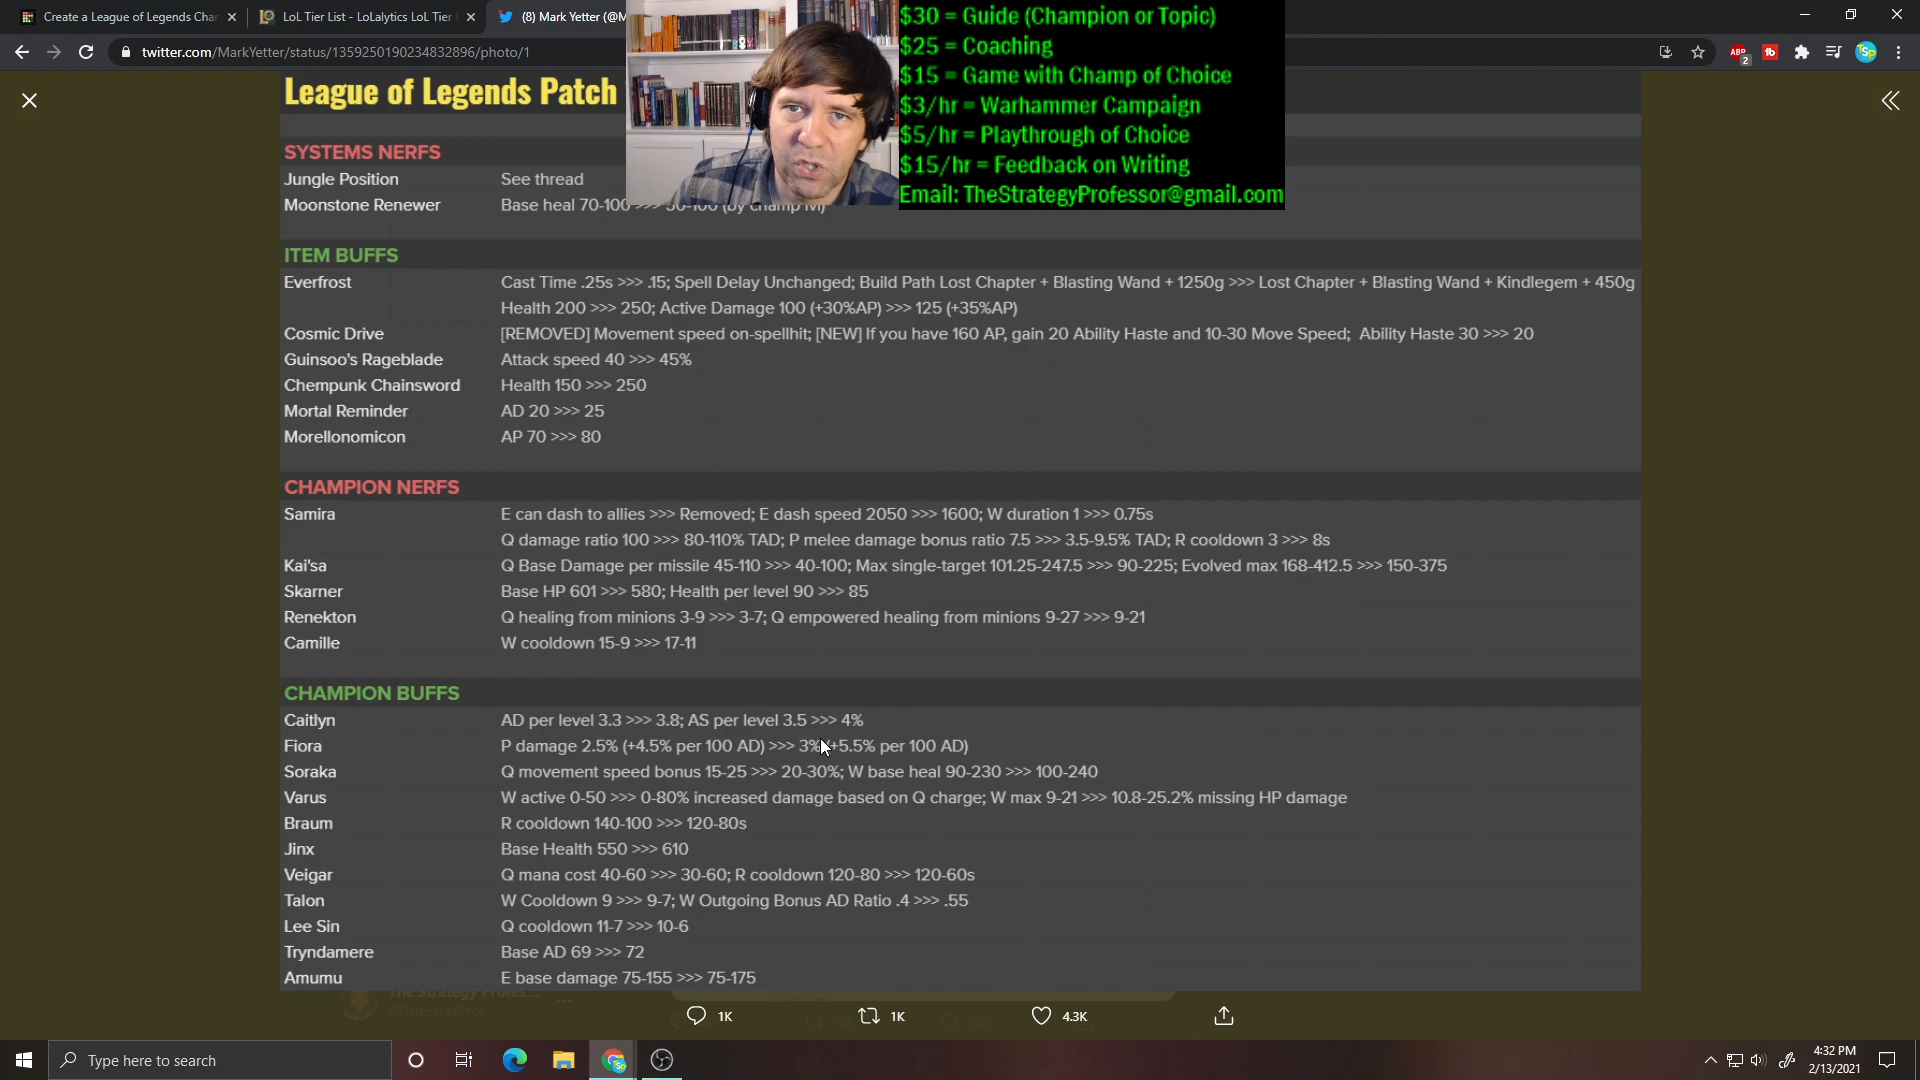 Create a League of Legends Cha
LoL Tier List - LoLalytics LoL Tier
(8) Mark Yetter (@M
twitter.com/MarkYetter/status/1359250190234832896/photo/1
ABP
2
tb
TSp
$30 = Guide (Champion or Topic)
$25 = Coaching
$15 = Game with Champ of Choice
$3/hr = Warhammer Campaign
$5/hr = Playthrough of Choice
$15/hr = Feedback on Writing
Email: TheStrategyProfessor@gmail.com
League of Legends Patch
SYSTEMS NERFS
Jungle Position See thread
Moonstone Renewer Base heal 70-100 >>> 50-100 (by champ lvl)
ITEM BUFFS
Everfrost Cast Time .25s >>> .15; Spell Delay Unchanged; Build Path Lost Chapter + Blasting Wand + 1250g >>> Lost Chapter + Blasting Wand + Kindlegem + 450g
Health 200 >>> 250; Active Damage 100 (+30%AP) >>> 125 (+35%AP)
Cosmic Drive [REMOVED] Movement speed on-spellhit; [NEW] If you have 160 AP, gain 20 Ability Haste and 10-30 Move Speed; Ability Haste 30 >>> 20
Guinsoo's Rageblade Attack speed 40 >>> 45%
Chempunk Chainsword Health 150 >>> 250
Mortal Reminder AD 20 >>> 25
Morellonomicon AP 70 >>> 80
CHAMPION NERFS
Samira E can dash to allies >>> Removed; E dash speed 2050 >>> 1600; W duration 1 >>> 0.75s
Q damage ratio 100 >>> 80-110% TAD; P melee damage bonus ratio 7.5 >>> 3.5-9.5% TAD; R cooldown 3 >>> 8s
Kai'sa Q Base Damage per missile 45-110 >>> 40-100; Max single-target 101.25-247.5 >>> 90-225; Evolved max 168-412.5 >>> 150-375
Skarner Base HP 601 >>> 580; Health per level 90 >>> 85
Renekton Q healing from minions 3-9 >>> 3-7; Q empowered healing from minions 9-27 >>> 9-21
Camille W cooldown 15-9 >>> 17-11
CHAMPION BUFFS
Caitlyn AD per level 3.3 >>> 3.8; AS per level 3.5 >>> 4%
Fiora P damage 2.5% (+4.5% per 100 AD) >>> 3% (+5.5% per 100 AD)
Soraka Q movement speed bonus 15-25 >>> 20-30%; W base heal 90-230 >>> 100-240
Varus W active 0-50 >>> 0-80% increased damage based on Q charge; W max 9-21 >>> 10.8-25.2% missing HP damage
Braum R cooldown 140-100 >>> 120-80s
Jinx Base Health 550 >>> 610
Veigar Q mana cost 40-60 >>> 30-60; R cooldown 120-80 >>> 120-60s
Talon W Cooldown 9 >>> 9-7; W Outgoing Bonus AD Ratio .4 >>> .55
Lee Sin Q cooldown 11-7 >>> 10-6
Tryndamere Base AD 69 >>> 72
Amumu E base damage 75-155 >>> 75-175
The Strategy Profes...
@TheStratProf
1K
1K
4.3K
Type here to search
4:32 PM
2/13/2021